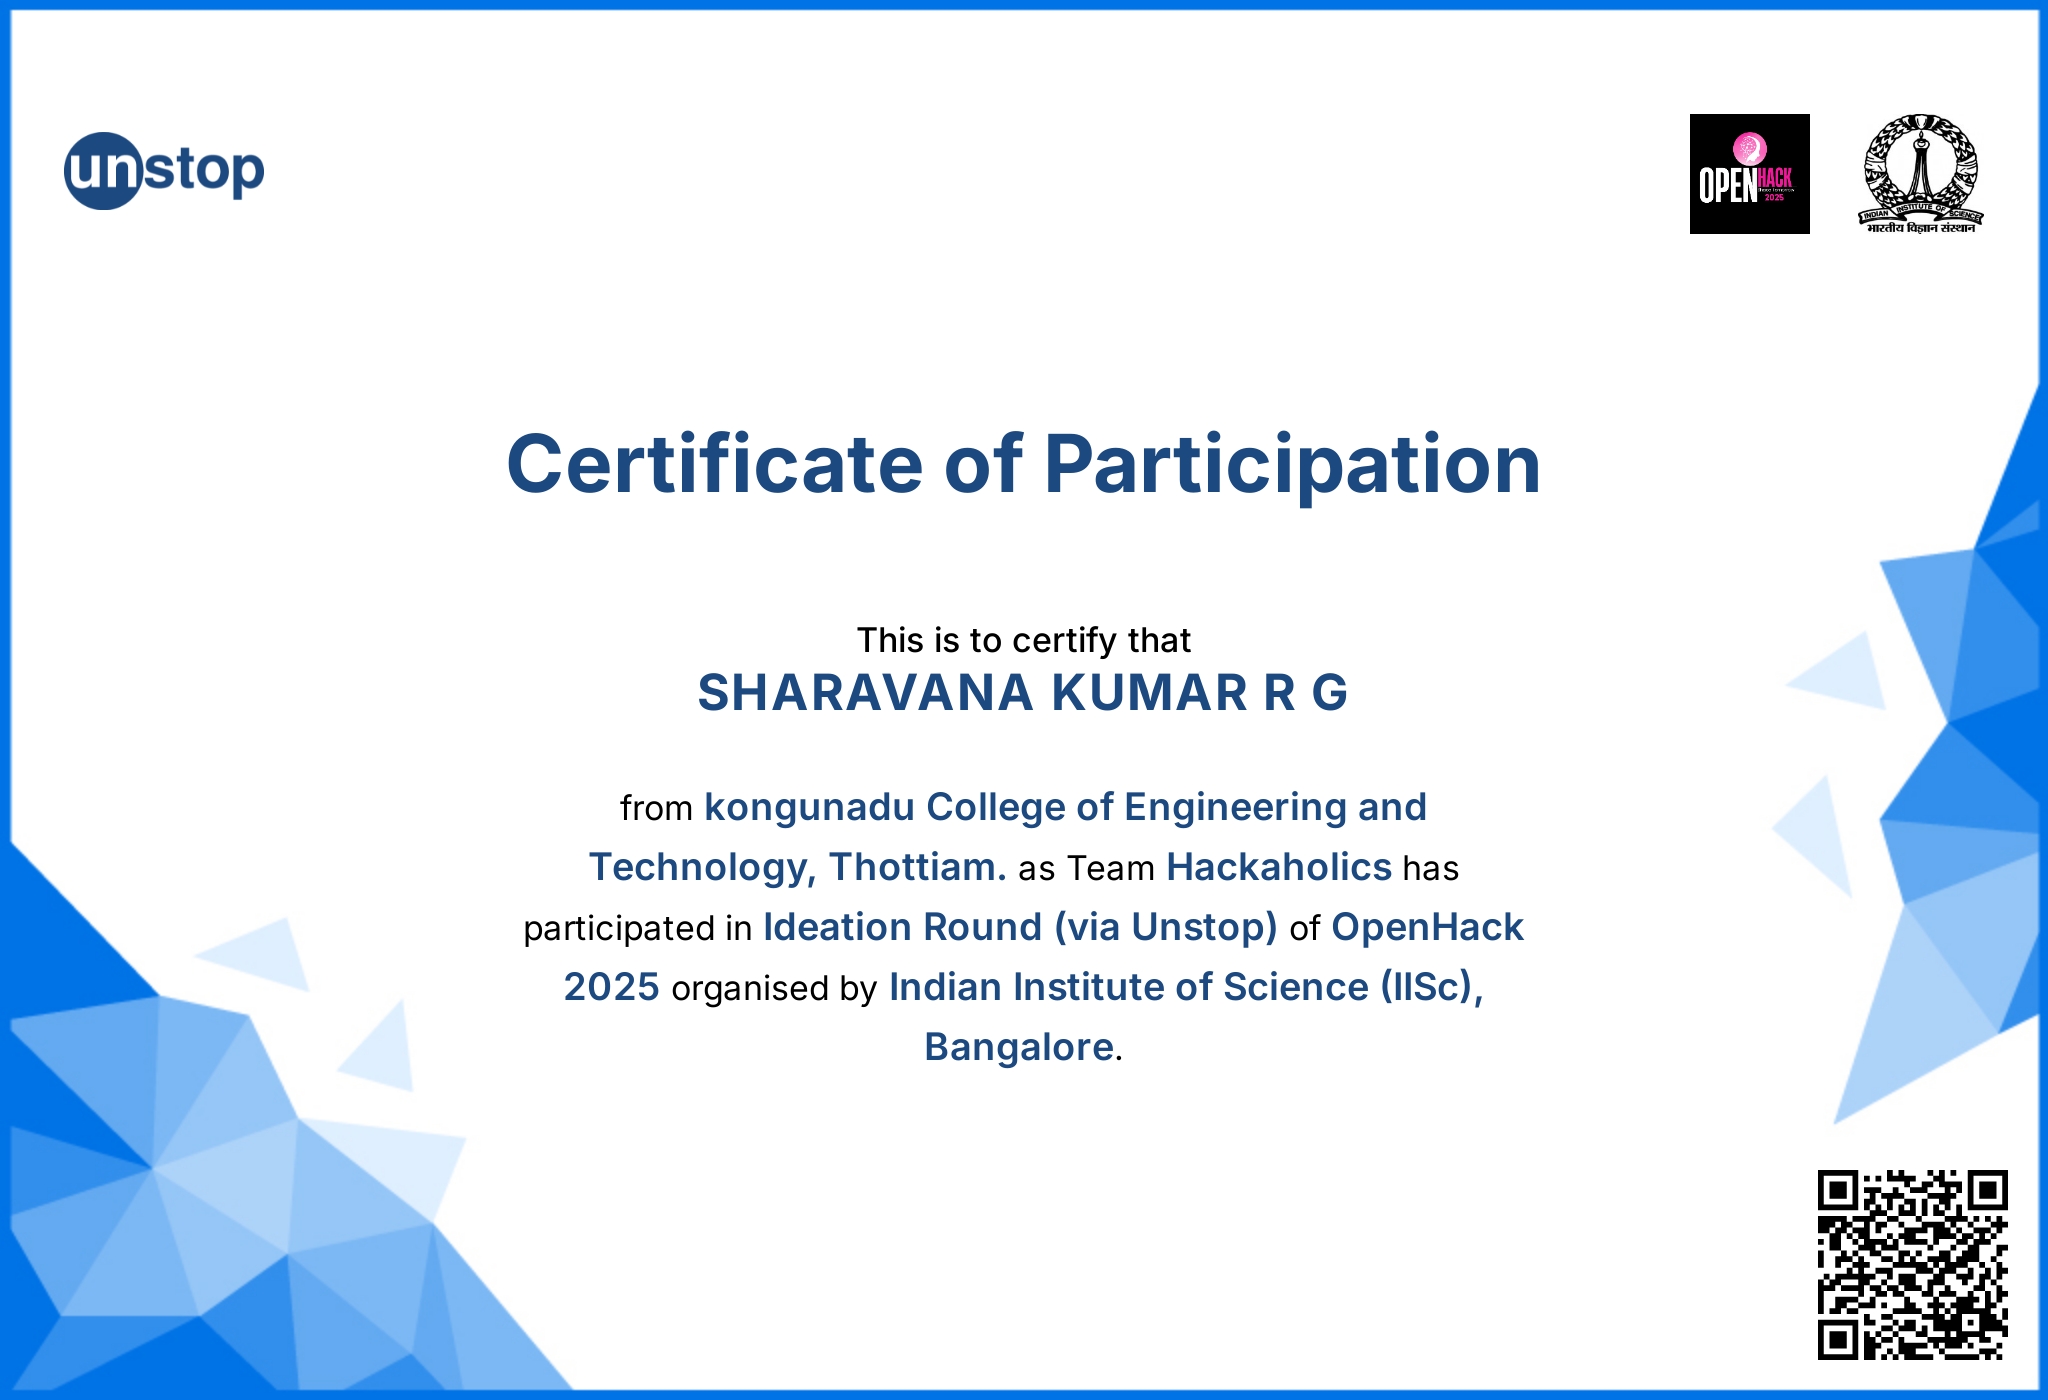 unstop
OPEN HACK
2025
INDIAN INSTITUTE OF SCIENCE
भारतीय विज्ञान संस्थान
Certificate of Participation
This is to certify that
SHARAVANA KUMAR R G
from kongunadu College of Engineering and
Technology, Thottiam. as Team Hackaholics has
participated in Ideation Round (via Unstop) of OpenHack
2025 organised by Indian Institute of Science (IISc),
Bangalore.